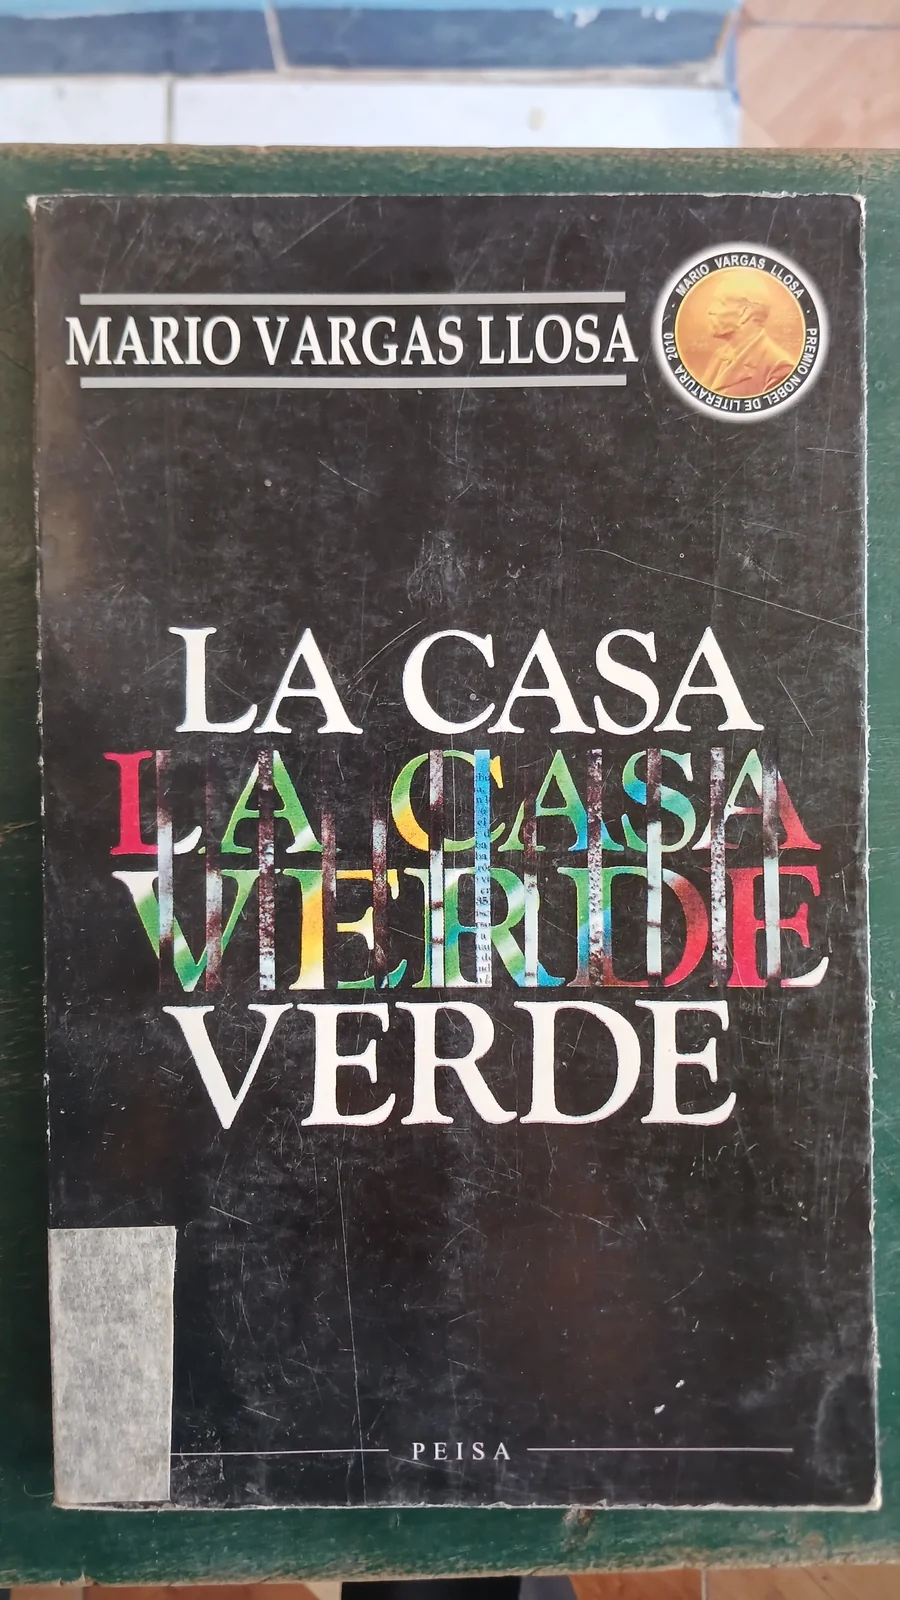 MARIO VARGAS LLOSA
MARIO VARGAS LLOSA · PREMIO NOBEL DE LITERATURA 2010 ·
LA CASA
LA CASA
VERDE
VERDE
PEISA